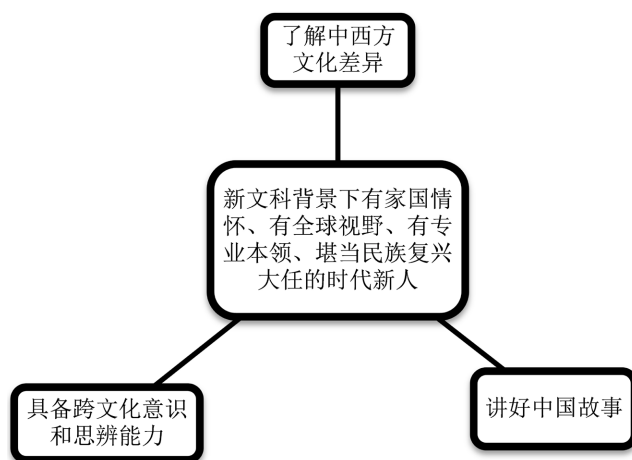 了解中西方
文化差异
新文科背景下有家国情
怀、有全球视野、有专
业本领、堪当民族复兴
大任的时代新人
具备跨文化意识
和思辨能力
讲好中国故事